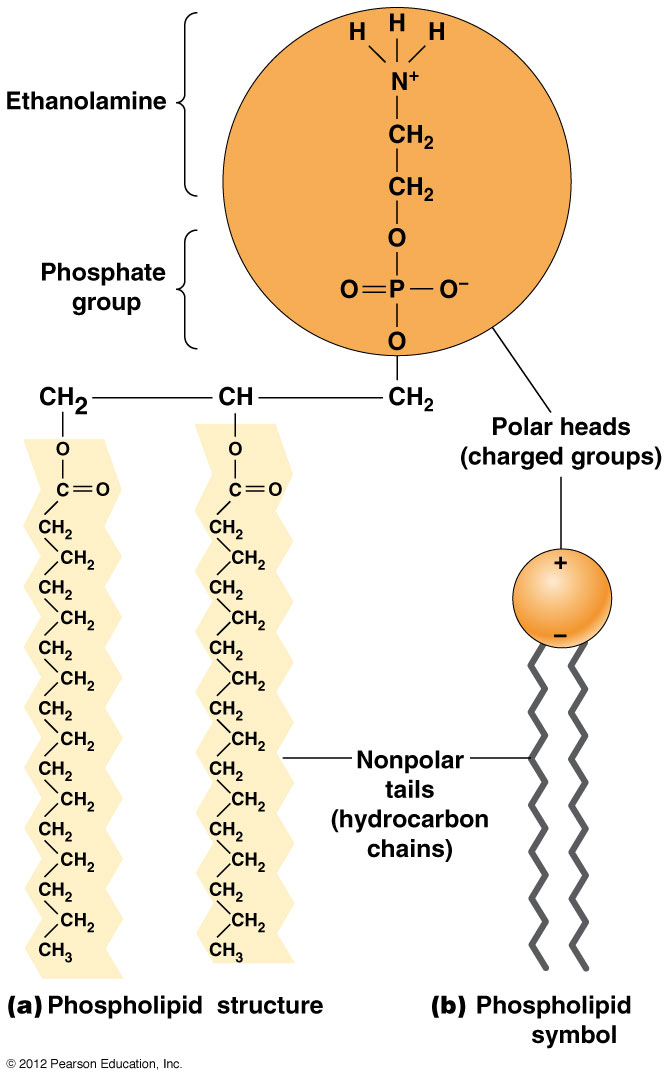 H H H
N+
Ethanolamine
CH2
CH2
O
Phosphate
group
O=P—O−
O
CH2 CH CH2
Polar heads
(charged groups)
O O
C=O C=O
CH2 CH2
CH2 CH2
CH2 CH2
CH2 CH2
CH2 CH2
CH2 CH2
CH2 CH2
CH2 CH2
CH2 CH2
CH2 CH2
CH2 CH2
CH2 CH2
CH2 CH2
CH2 CH2
CH3 CH3
+
−
Nonpolar
tails
(hydrocarbon
chains)
(a) Phospholipid structure
(b) Phospholipid
symbol
© 2012 Pearson Education, Inc.